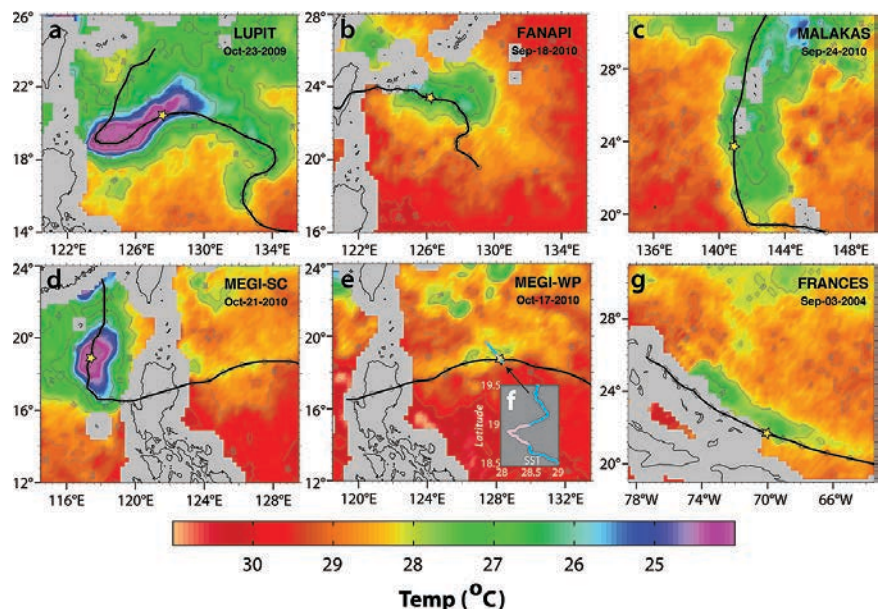 a
LUPIT
Oct-23-2009
26°
22°
18°
14°
122°E
126°E
130°E
134°E
b
FANAPI
Sep-18-2010
28°
24°
20°
16°
122°E
126°E
130°E
134°E
c
MALAKAS
Sep-24-2010
28°
24°
20°
136°E
140°E
144°E
148°E
d
MEGI-SC
Oct-21-2010
24°
20°
16°
12°
116°E
120°E
124°E
128°E
e
MEGI-WP
Oct-17-2010
24°
20°
16°
12°
120°E
124°E
128°E
132°E
f
19.5
19
18.5
Latitude
SST
28
28.5
29
g
FRANCES
Sep-03-2004
28°
24°
20°
78°W
74°W
70°W
66°W
30
29
28
27
26
25
Temp (°C)